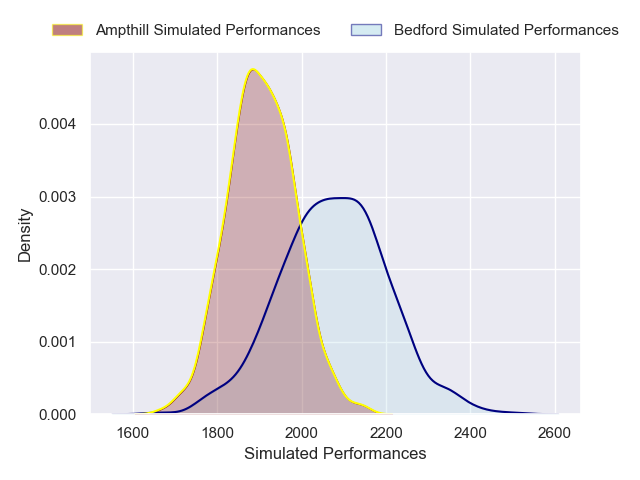 Ampthill Simulated Performances Bedford Simulated Performances
0.004
0.003
0.002
0.001
0.000
Density
1600 1800 2000 2200 2400 2600
Simulated Performances